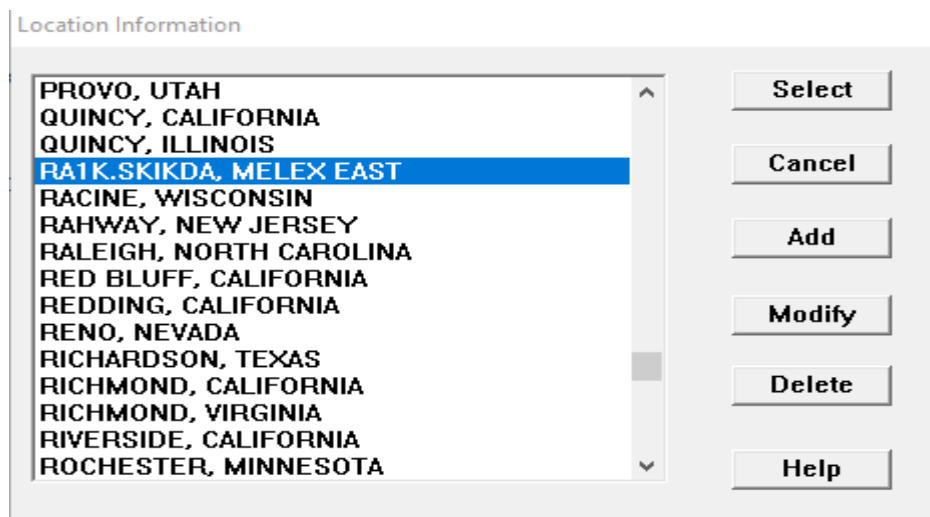 Location Information
PROVO, UTAH
QUINCY, CALIFORNIA
QUINCY, ILLINOIS
RA1K.SKIKDA, MELEX EAST
RACINE, WISCONSIN
RAHWAY, NEW JERSEY
RALEIGH, NORTH CAROLINA
RED BLUFF, CALIFORNIA
REDDING, CALIFORNIA
RENO, NEVADA
RICHARDSON, TEXAS
RICHMOND, CALIFORNIA
RICHMOND, VIRGINIA
RIVERSIDE, CALIFORNIA
ROCHESTER, MINNESOTA
Select
Cancel
Add
Modify
Delete
Help